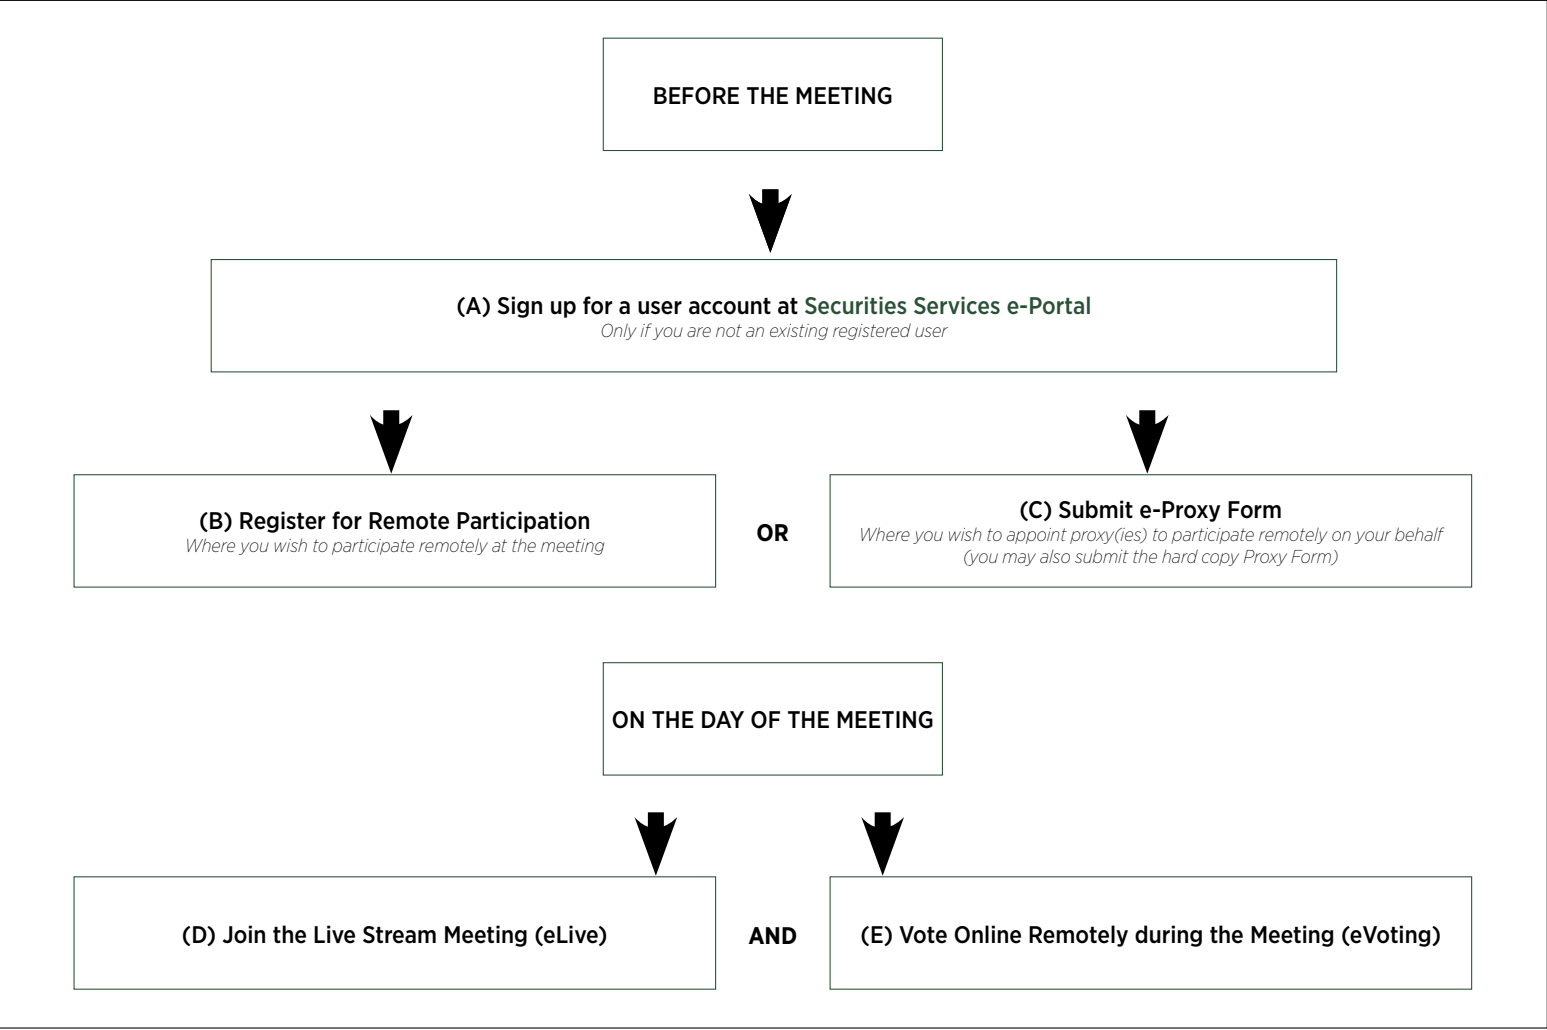 BEFORE THE MEETING
(A) Sign up for a user account at Securities Services e-Portal
Only if you are not an existing registered user
(B) Register for Remote Participation
Where you wish to participate remotely at the meeting
OR
(C) Submit e-Proxy Form
Where you wish to appoint proxy(ies) to participate remotely on your behalf
(you may also submit the hard copy Proxy Form)
ON THE DAY OF THE MEETING
(D) Join the Live Stream Meeting (eLive)
AND
(E) Vote Online Remotely during the Meeting (eVoting)